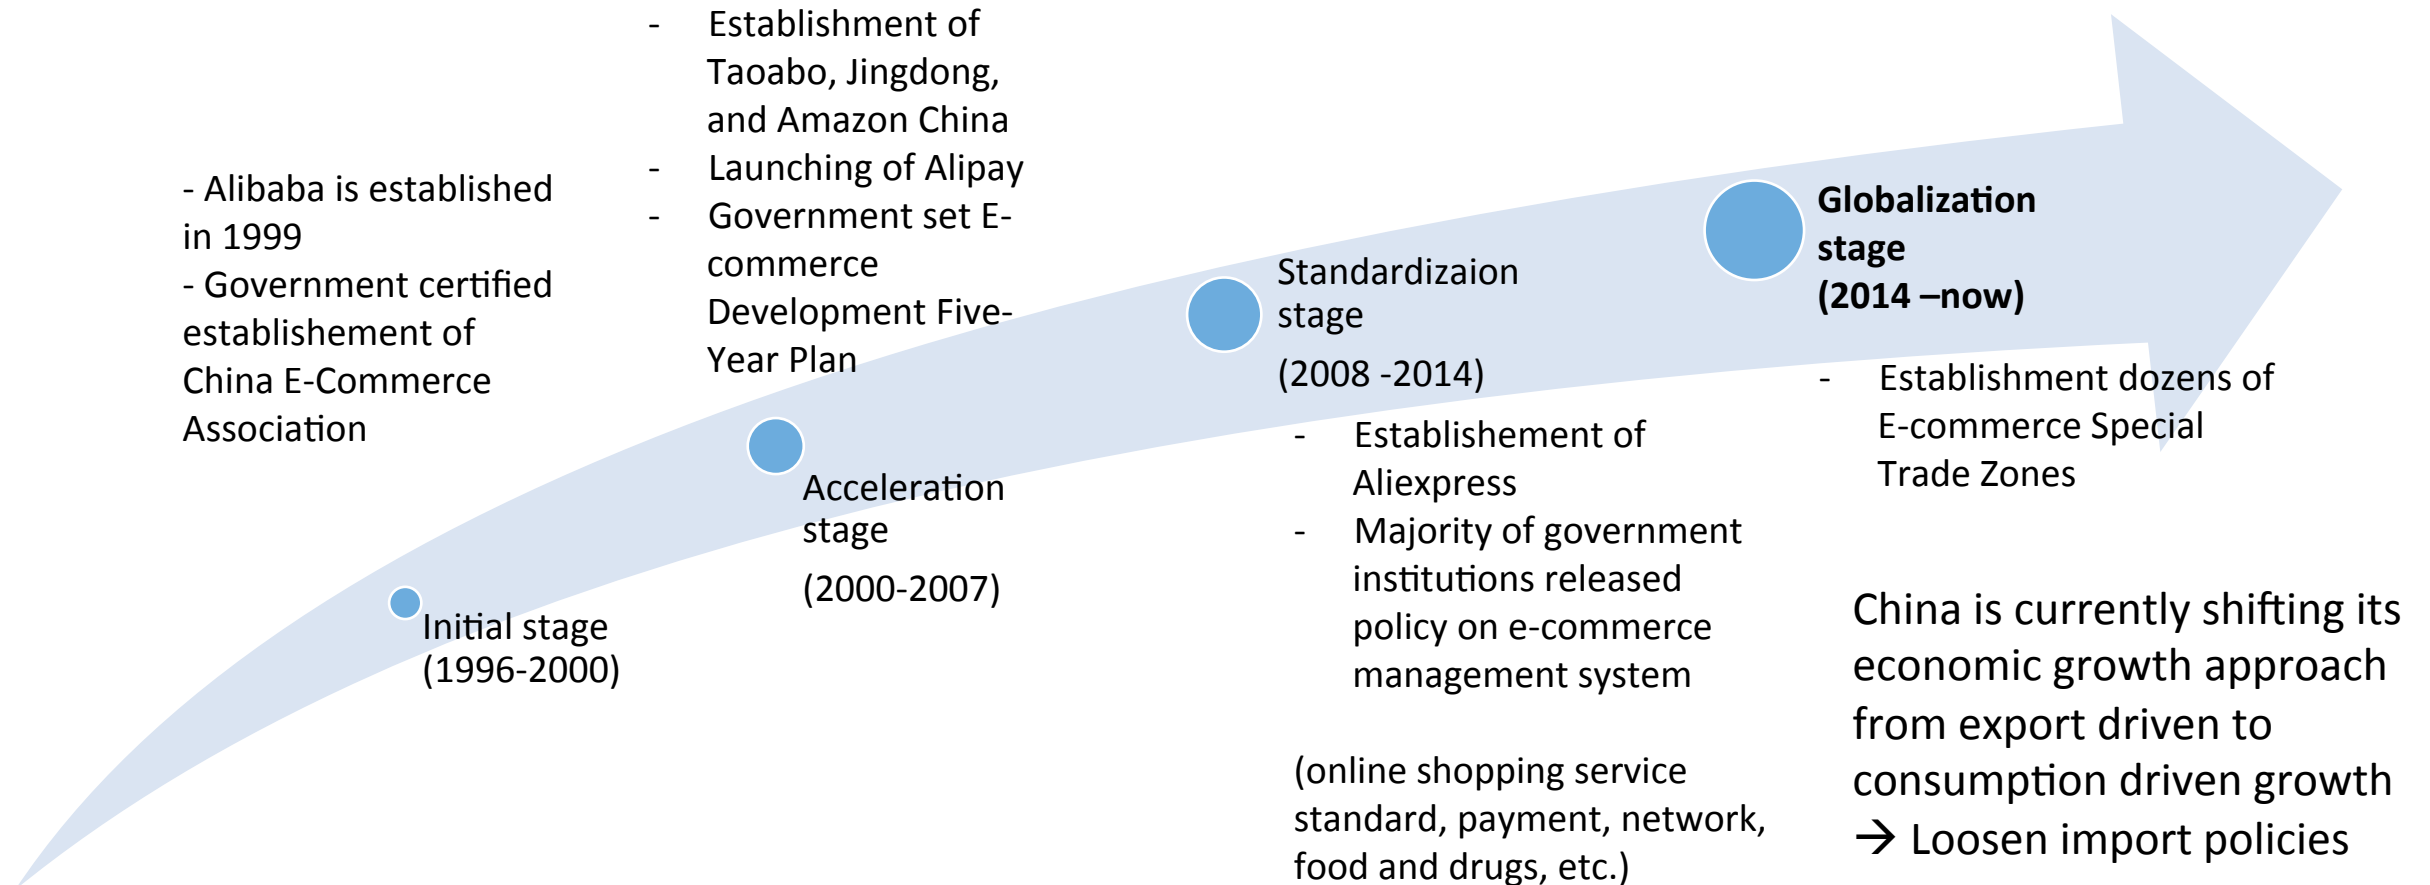 - Alibaba is established
in 1999
- Government certified
establishement of
China E-Commerce
Association
Initial stage
(1996-2000)
- Establishment of
Taoabo, Jingdong,
and Amazon China
- Launching of Alipay
- Government set E-
commerce
Development Five-
Year Plan
Acceleration
stage
(2000-2007)
Standardizaion
stage
(2008 -2014)
- Establishement of
Aliexpress
- Majority of government
institutions released
policy on e-commerce
management system
(online shopping service
standard, payment, network,
food and drugs, etc.)
Globalization
stage
(2014 –now)
- Establishment dozens of
E-commerce Special
Trade Zones
China is currently shifting its
economic growth approach
from export driven to
consumption driven growth
→ Loosen import policies